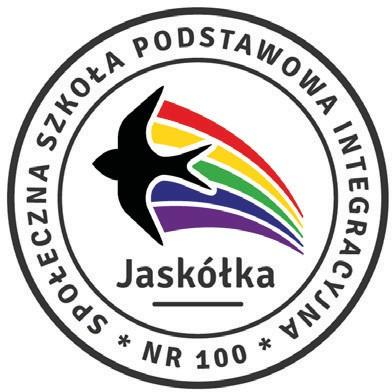 SPOŁECZNA SZKOŁA PODSTAWOWA INTEGRACYJNA
* NR 100 *
Jaskółka